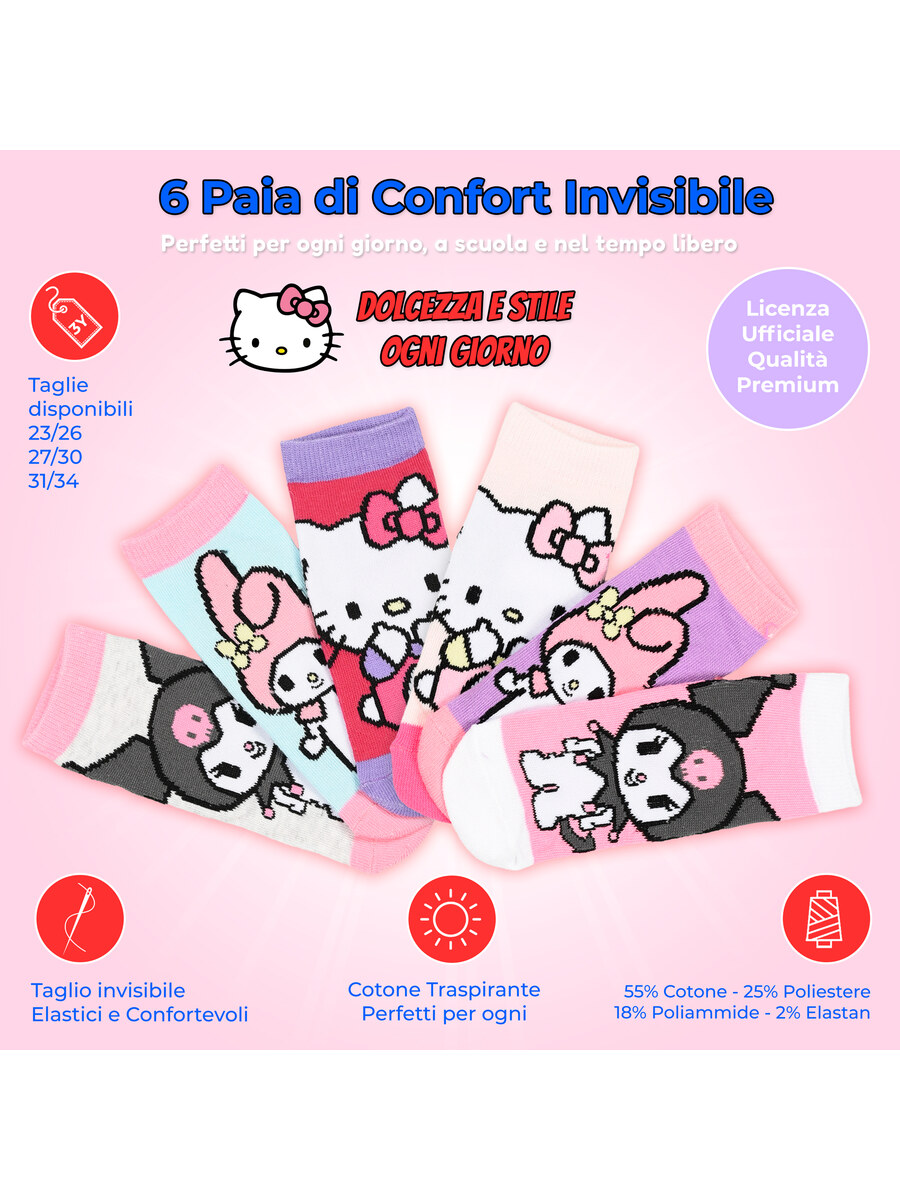 6 Paia di Confort Invisibile
Perfetti per ogni giorno, a scuola e nel tempo libero
DOLCEZZA E STILE
OGNI GIORNO
3Y
Taglie
disponibili
23/26
27/30
31/34
Licenza
Ufficiale
Qualità
Premium
Taglio invisibile
Elastici e Confortevoli
Cotone Traspirante
Perfetti per ogni
55% Cotone - 25% Poliestere
18% Poliammide - 2% Elastan